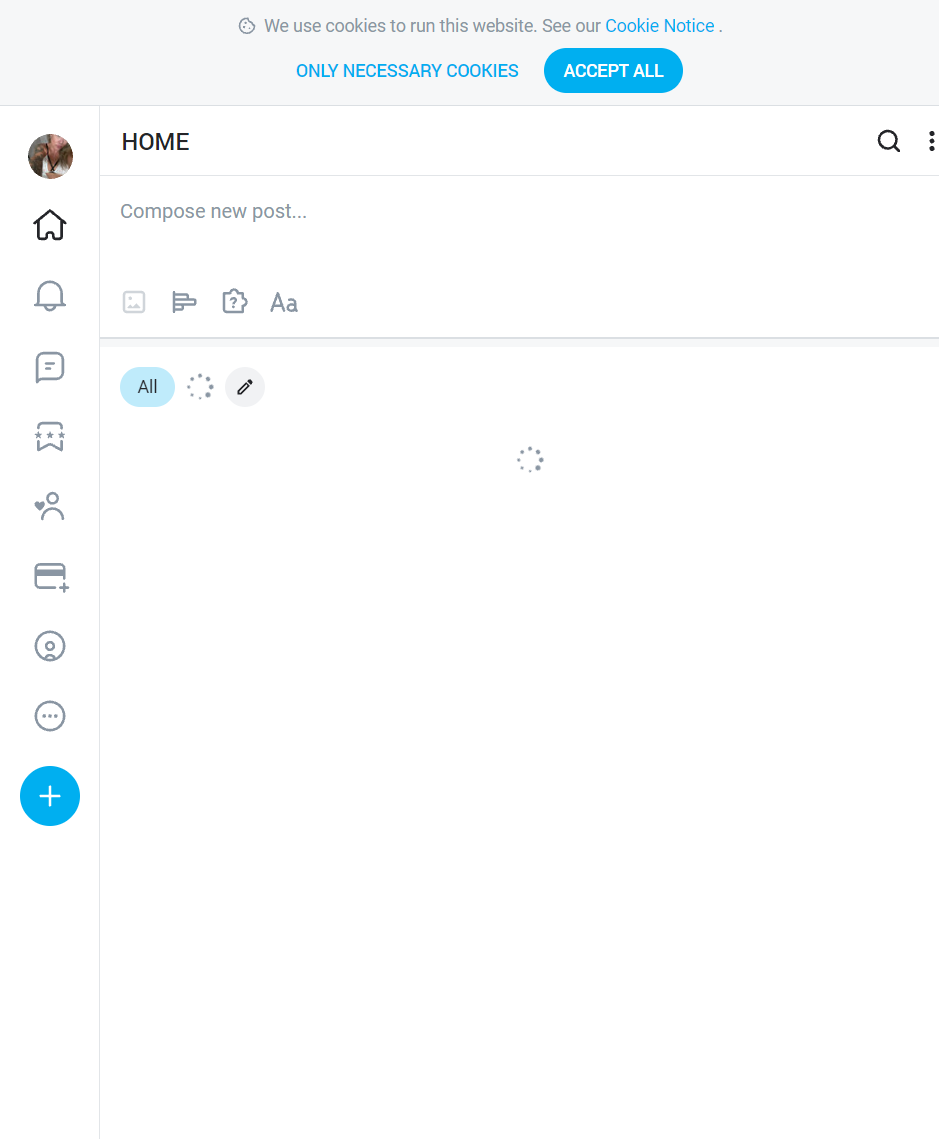 We use cookies to run this website. See our Cookie Notice .
ONLY NECESSARY COOKIES
ACCEPT ALL
HOME
Compose new post...
Aa
All